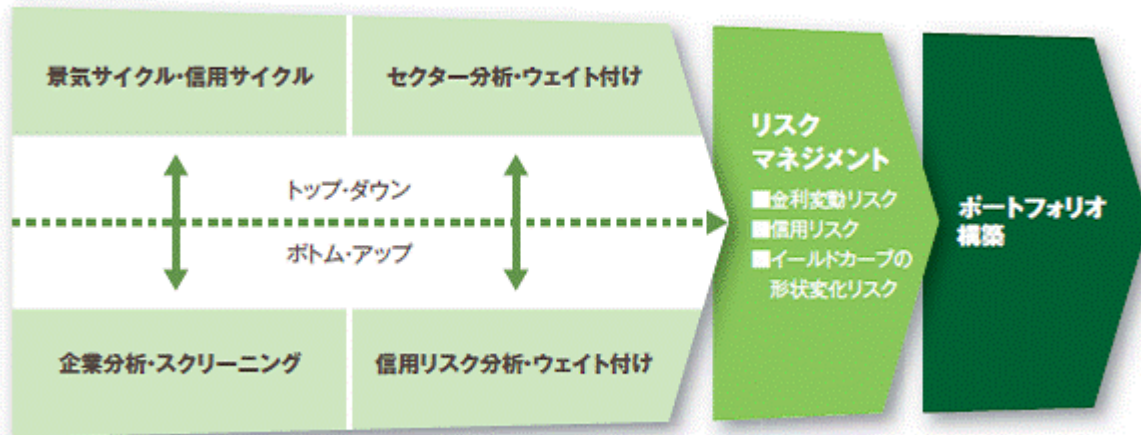 景気サイクル・信用サイクル
セクター分析・ウェイト付け
トップ・ダウン
ボトム・アップ
企業分析・スクリーニング
信用リスク分析・ウェイト付け
リスク
マネジメント
■金利変動リスク
■信用リスク
■イールドカーブの
形状変化リスク
ポートフォリオ
構築